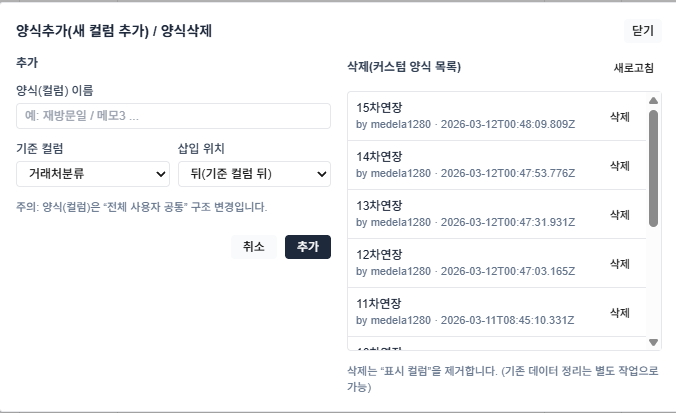 양식추가(새 컬럼 추가) / 양식삭제
닫기
추가
양식(컬럼) 이름
예: 재방문일 / 메모3 ...
기준 컬럼
삽입 위치
거래처분류
뒤(기준 컬럼 뒤)
주의: 양식(컬럼)은 “전체 사용자 공통” 구조 변경입니다.
취소
추가
삭제(커스텀 양식 목록)
새로고침
15차연장
by medela1280 · 2026-03-12T00:48:09.809Z
삭제
14차연장
by medela1280 · 2026-03-12T00:47:53.776Z
삭제
13차연장
by medela1280 · 2026-03-12T00:47:31.931Z
삭제
12차연장
by medela1280 · 2026-03-12T00:47:03.165Z
삭제
11차연장
by medela1280 · 2026-03-11T08:45:10.331Z
삭제
삭제는 “표시 컬럼”을 제거합니다. (기존 데이터 정리는 별도 작업으로
가능)